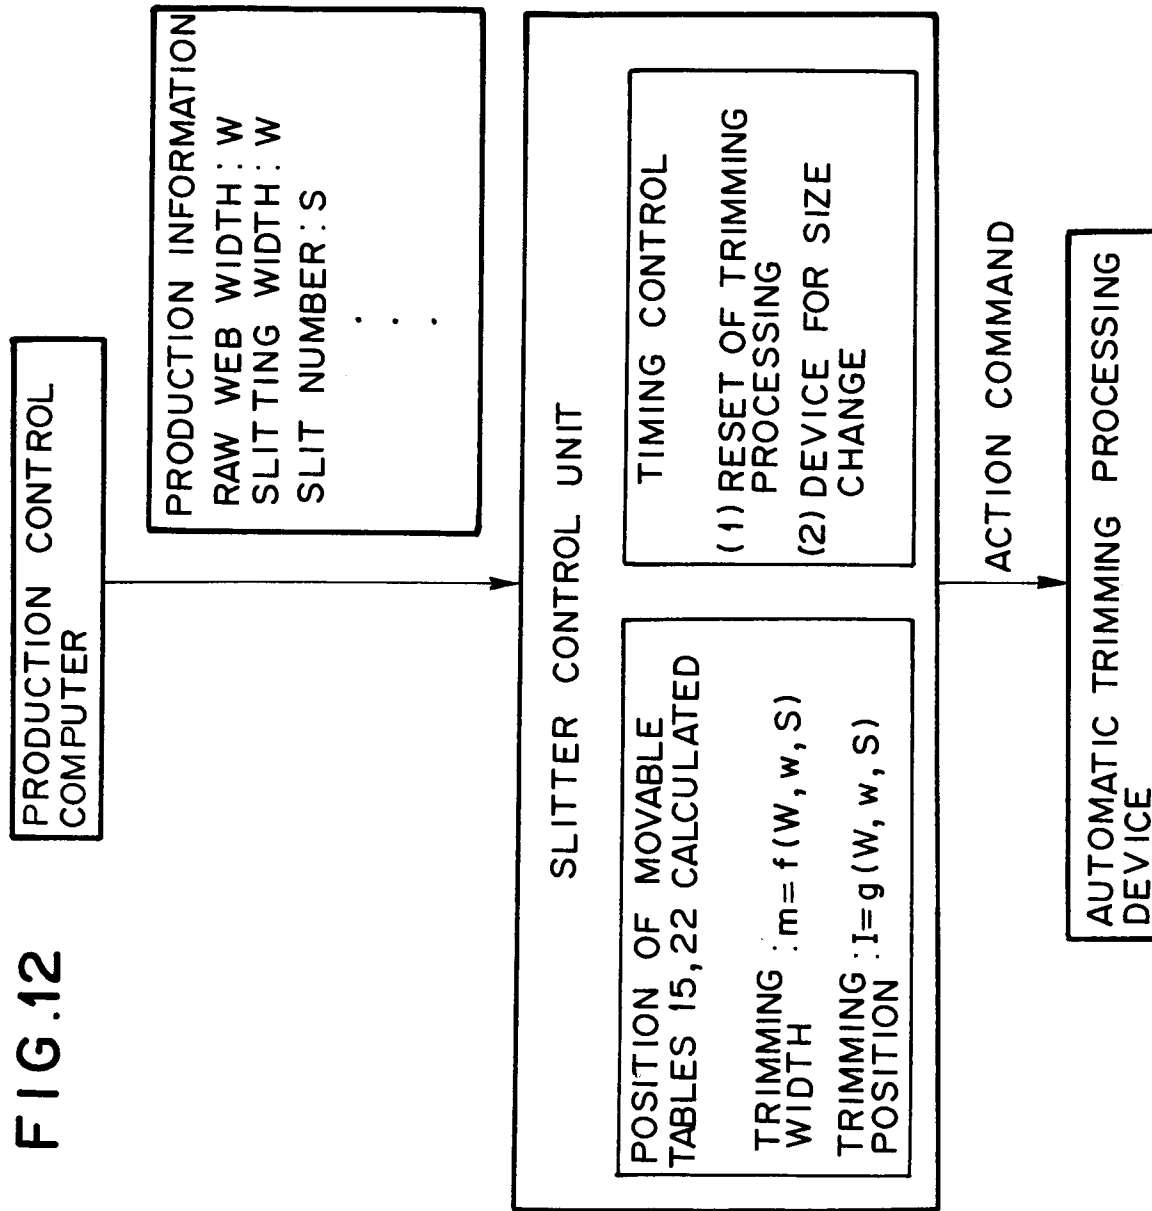 FIG.12
PRODUCTION CONTROL
COMPUTER
PRODUCTION INFORMATION
RAW WEB WIDTH:W
SLITTING WIDTH:W
SLIT NUMBER:S
. . .
SLITTER CONTROL UNIT
POSITION OF MOVABLE
TABLES 15,22 CALCULATED
TRIMMING :m=f(W,w,S)
WIDTH
TRIMMING :I=g(W,w,S)
POSITION
TIMING CONTROL
(1) RESET OF TRIMMING
PROCESSING
(2) DEVICE FOR SIZE
CHANGE
ACTION COMMAND
AUTOMATIC TRIMMING PROCESSING
DEVICE